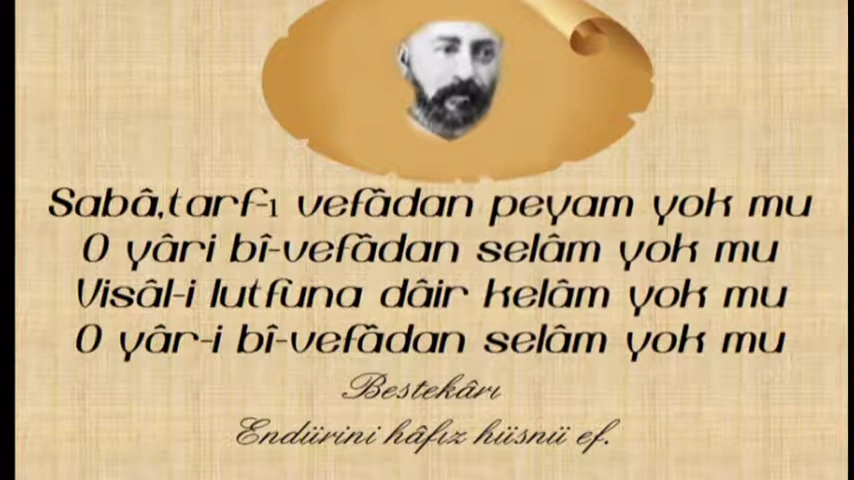 Sabâ,tarf-ı vefâdan peyam yok mu
O yâri bî-vefâdan selâm yok mu
Visâl-i lutfuna dâir kelâm yok mu
O yâr-i bî-vefâdan selâm yok mu
Bestekârı
Endürini hâfız hüsnü ef.